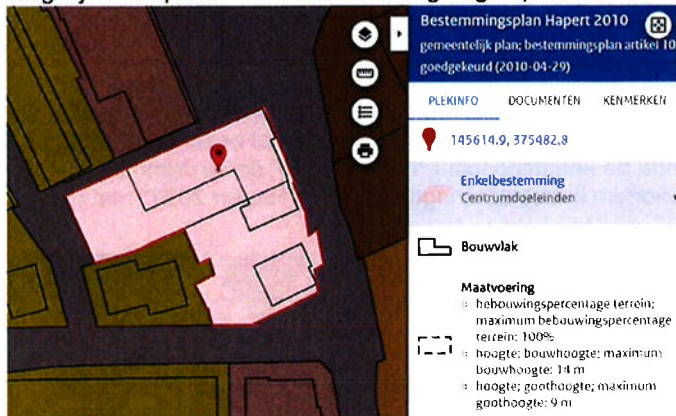 Bestemmingsplan Hapert 2010
gemeentelijk plan; bestemmingsplan artikel 10
goedgekeurd (2010-04-29)
PLEKINFO DOCUMENTEN KENMERKEN
145614.9, 375482.8
Enkelbestemming
Centrumdoeleinden
Bouwvlak
Maatvoering
bebouwingspercentage terrein;
maximum bebouwingspercentage
terrein: 100%
hoogte; bouwhoogte; maximum
bouwhoogte: 14 m
hoogte; goothoogte; maximum
goothoogte: 9 m